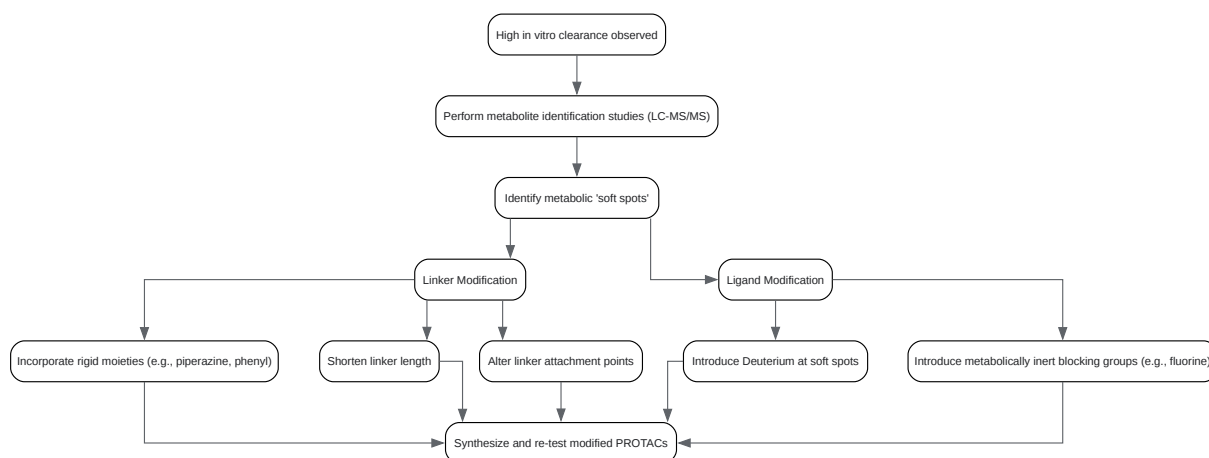 High in vitro clearance observed
Perform metabolite identification studies (LC-MS/MS)
Identify metabolic 'soft spots'
Linker Modification
Ligand Modification
Incorporate rigid moieties (e.g., piperazine, phenyl)
Shorten linker length
Alter linker attachment points
Introduce Deuterium at soft spots
Introduce metabolically inert blocking groups (e.g., fluorine)
Synthesize and re-test modified PROTACs